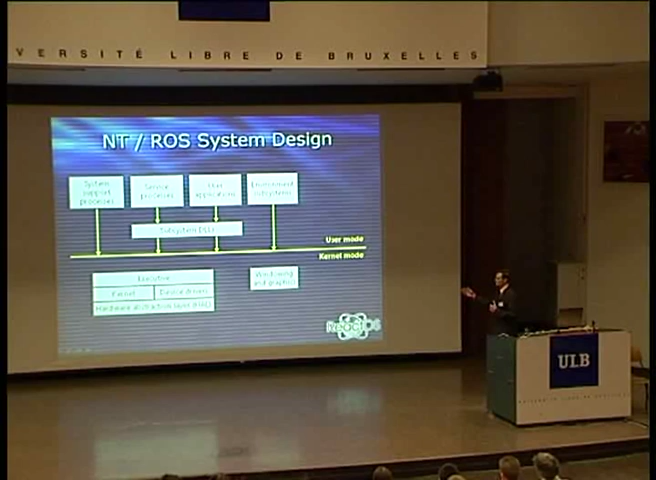 VERSITÉ LIBRE DE BRUXELLES
NT / ROS System Design
System support processes
Service processes
User applications
Environment subsystems
Subsystem DLLs
User mode
Kernel mode
Executive
Kernel
Device drivers
Hardware abstraction layer (HAL)
Windowing and graphics
ReactOS
ULB